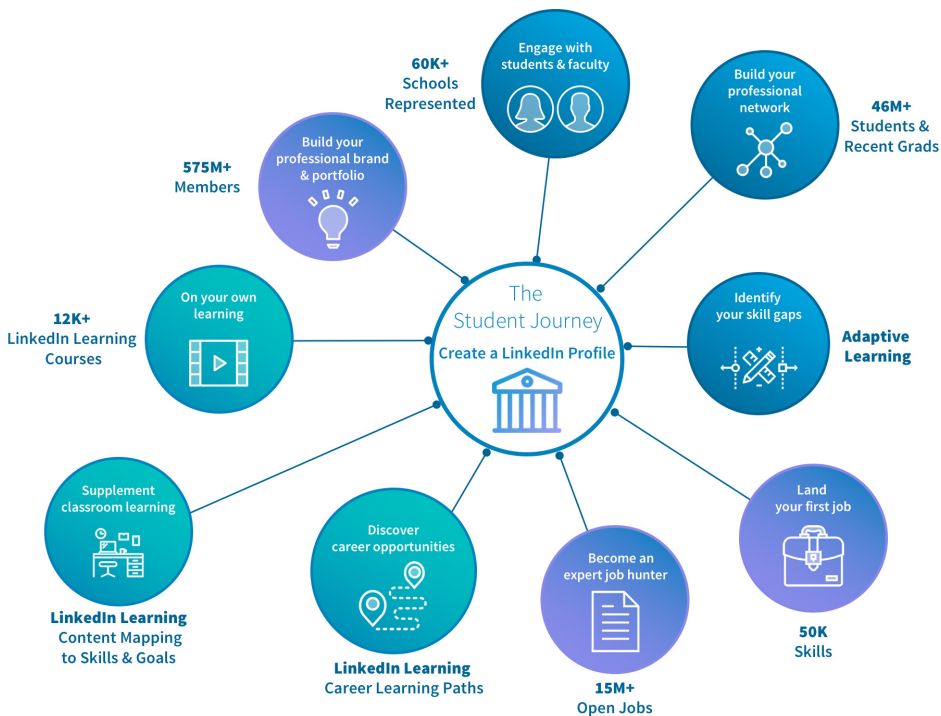 The
Student Journey
Create a LinkedIn Profile
Engage with
students & faculty
60K+
Schools
Represented
Build your
professional
network
46M+
Students &
Recent Grads
Identify
your skill gaps
Adaptive
Learning
Land
your first job
50K
Skills
Become an
expert job hunter
15M+
Open Jobs
Discover
career opportunities
LinkedIn Learning
Career Learning Paths
Supplement
classroom learning
LinkedIn Learning
Content Mapping
to Skills & Goals
On your own
learning
12K+
LinkedIn Learning
Courses
Build your
professional brand
& portfolio
575M+
Members